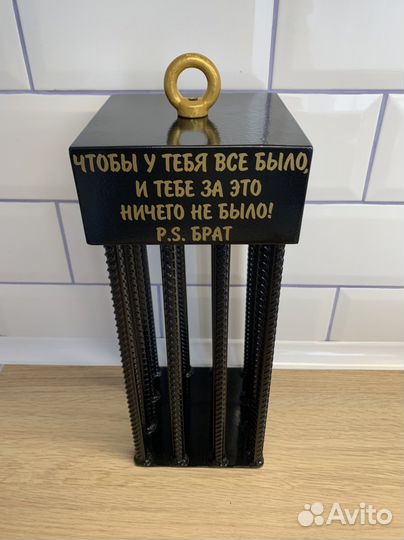 ЧТОБЫ У ТЕБЯ ВСЕ БЫЛО,
И ТЕБЕ ЗА ЭТО
НИЧЕГО НЕ БЫЛО!
P.S. БРАТ
Avito